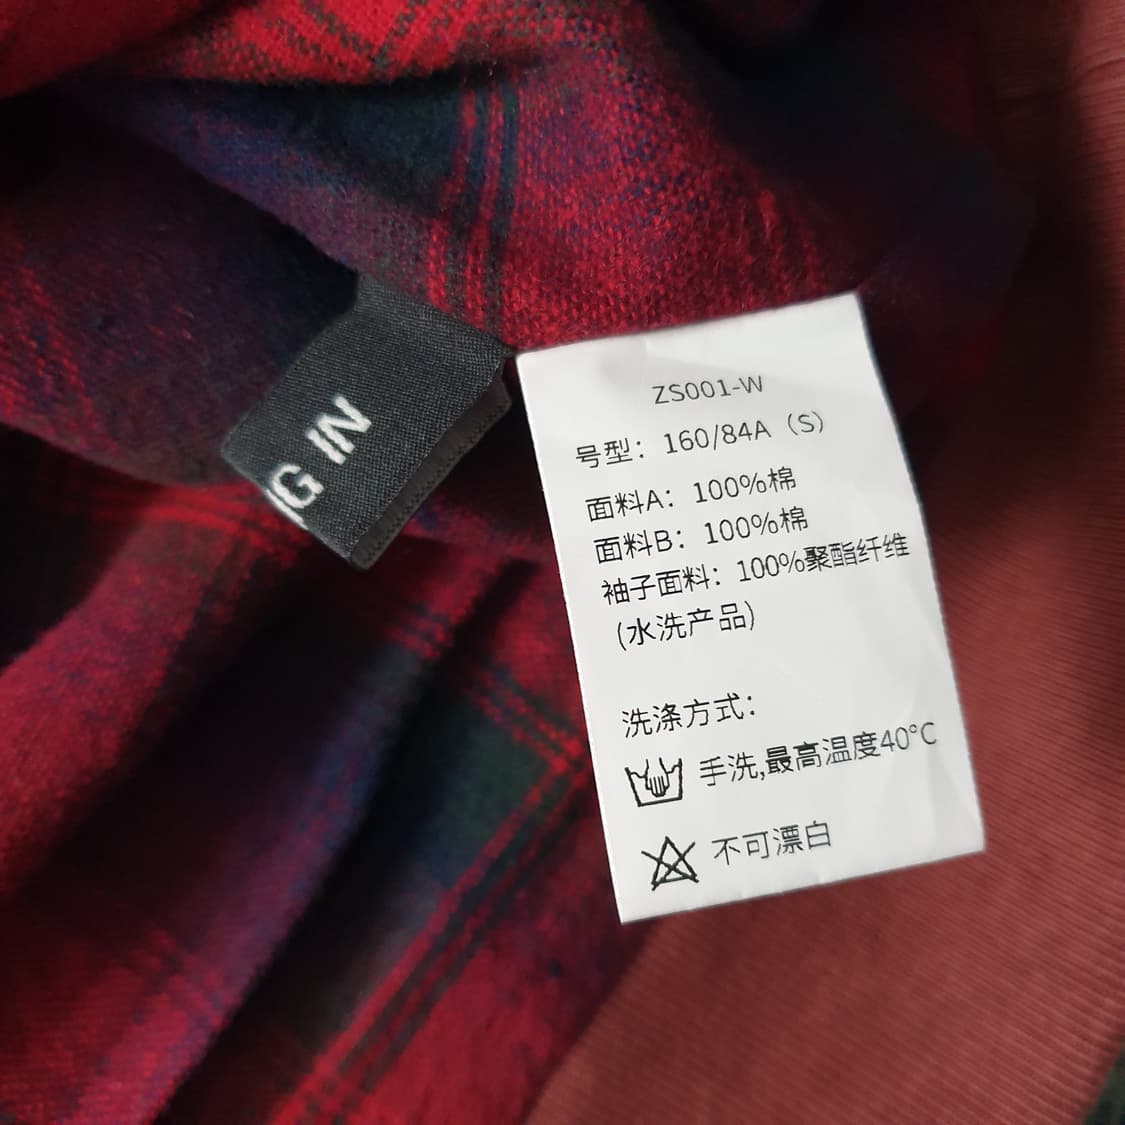 ZS001-W
号型：160/84A（S）
面料A：100%棉
面料B：100%棉
袖子面料：100%聚酯纤维
(水洗产品)
洗涤方式：
手洗,最高温度40°C
不可漂白
IN